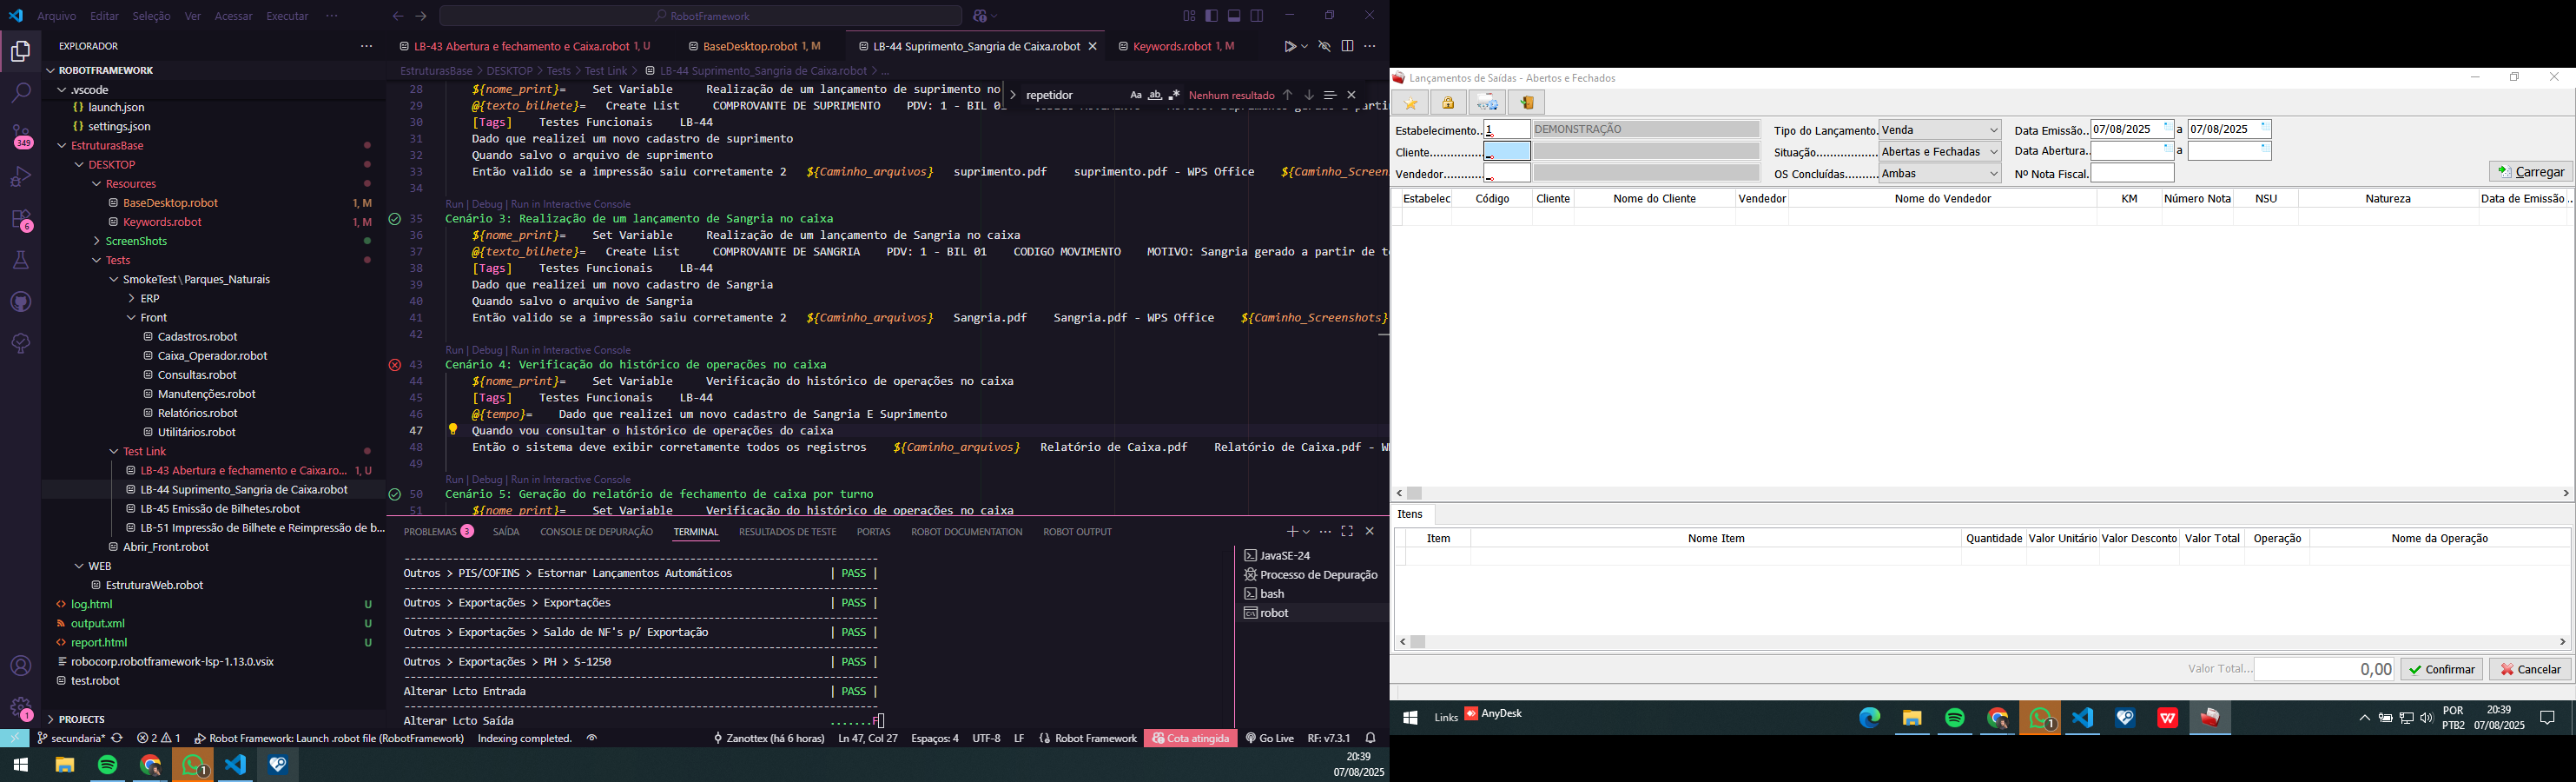 Arquivo Editar Seleção Ver Acessar Executar ···
RobotFramework
EXPLORADOR ···
ROBOTFRAMEWORK
.vscode
launch.json
settings.json
EstruturasBase
DESKTOP
Resources
BaseDesktop.robot 1, M
Keywords.robot 1, M
ScreenShots
Tests
SmokeTest\Parques_Naturais
ERP
Front
Cadastros.robot
Caixa_Operador.robot
Consultas.robot
Manutenções.robot
Relatórios.robot
Utilitários.robot
Test Link
LB-43 Abertura e fechamento e Caixa.ro... 1, U
LB-44 Suprimento_Sangria de Caixa.robot
LB-45 Emissão de Bilhetes.robot
LB-51 Impressão de Bilhete e Reimpressão de b...
Abrir_Front.robot
WEB
EstruturaWeb.robot
log.html U
output.xml U
report.html U
robocorp.robotframework-lsp-1.13.0.vsix
test.robot
PROJECTS
349
6
1
LB-43 Abertura e fechamento e Caixa.robot 1, U
BaseDesktop.robot 1, M
LB-44 Suprimento_Sangria de Caixa.robot
Keywords.robot 1, M
EstruturasBase > DESKTOP > Tests > Test Link > LB-44 Suprimento_Sangria de Caixa.robot > ...
repetidor Aa ab .* Nenhum resultado
28 ${nome_print}= Set Variable Realização de um lançamento de suprimento no
29 @{texto_bilhete}= Create List COMPROVANTE DE SUPRIMENTO PDV: 1 - BIL 01
30 [Tags] Testes Funcionais LB-44
31 Dado que realizei um novo cadastro de suprimento
32 Quando salvo o arquivo de suprimento
33 Então valido se a impressão saiu corretamente 2 ${Caminho_arquivos} suprimento.pdf suprimento.pdf - WPS Office ${Caminho_Screen
34
Run | Debug | Run in Interactive Console
35 Cenário 3: Realização de um lançamento de Sangria no caixa
36 ${nome_print}= Set Variable Realização de um lançamento de Sangria no caixa
37 @{texto_bilhete}= Create List COMPROVANTE DE SANGRIA PDV: 1 - BIL 01 CODIGO MOVIMENTO MOTIVO: Sangria gerado a partir de t
38 [Tags] Testes Funcionais LB-44
39 Dado que realizei um novo cadastro de Sangria
40 Quando salvo o arquivo de Sangria
41 Então valido se a impressão saiu corretamente 2 ${Caminho_arquivos} Sangria.pdf Sangria.pdf - WPS Office ${Caminho_Screenshots}
42
Run | Debug | Run in Interactive Console
43 Cenário 4: Verificação do histórico de operações no caixa
44 ${nome_print}= Set Variable Verificação do histórico de operações no caixa
45 [Tags] Testes Funcionais LB-44
46 @{tempo}= Dado que realizei um novo cadastro de Sangria E Suprimento
47 Quando vou consultar o histórico de operações do caixa
48 Então o sistema deve exibir corretamente todos os registros ${Caminho_arquivos} Relatório de Caixa.pdf Relatório de Caixa.pdf - W
49
Run | Debug | Run in Interactive Console
50 Cenário 5: Geração do relatório de fechamento de caixa por turno
51 ${nome_print}= Set Variable Verificação do histórico de operações no caixa
PROBLEMAS 3 SAÍDA CONSOLE DE DEPURAÇÃO TERMINAL RESULTADOS DE TESTE PORTAS ROBOT DOCUMENTATION ROBOT OUTPUT
Outros > PIS/COFINS > Estornar Lançamentos Automáticos | PASS |
Outros > Exportações > Exportações | PASS |
Outros > Exportações > Saldo de NF's p/ Exportação | PASS |
Outros > Exportações > PH > S-1250 | PASS |
Alterar Lcto Entrada | PASS |
Alterar Lcto Saída .......F
JavaSE-24
Processo de Depuração
bash
robot
secundaria* 2 1 Robot Framework: Launch .robot file (RobotFramework) Indexing completed. Zanottex (há 6 horas) Ln 47, Col 27 Espaços: 4 UTF-8 LF Robot Framework Cota atingida Go Live RF: v7.3.1
1
20:39
07/08/2025
Lançamentos de Saídas - Abertos e Fechados
Estabelecimento.. 1 DEMONSTRAÇÃO Tipo do Lançamento. Venda Data Emissão.. 07/08/2025 a 07/08/2025
Cliente............... Situação.................. Abertas e Fechadas Data Abertura.. a
Vendedor........... OS Concluídas.......... Ambas Nº Nota Fiscal. Carregar
Estabelec Código Cliente Nome do Cliente Vendedor Nome do Vendedor KM Número Nota NSU Natureza Data de Emissão ..
Itens
Item Nome Item Quantidade Valor Unitário Valor Desconto Valor Total Operação Nome da Operação
Valor Total... 0,00 Confirmar Cancelar
Links AnyDesk 1 POR PTB2 20:39 07/08/2025